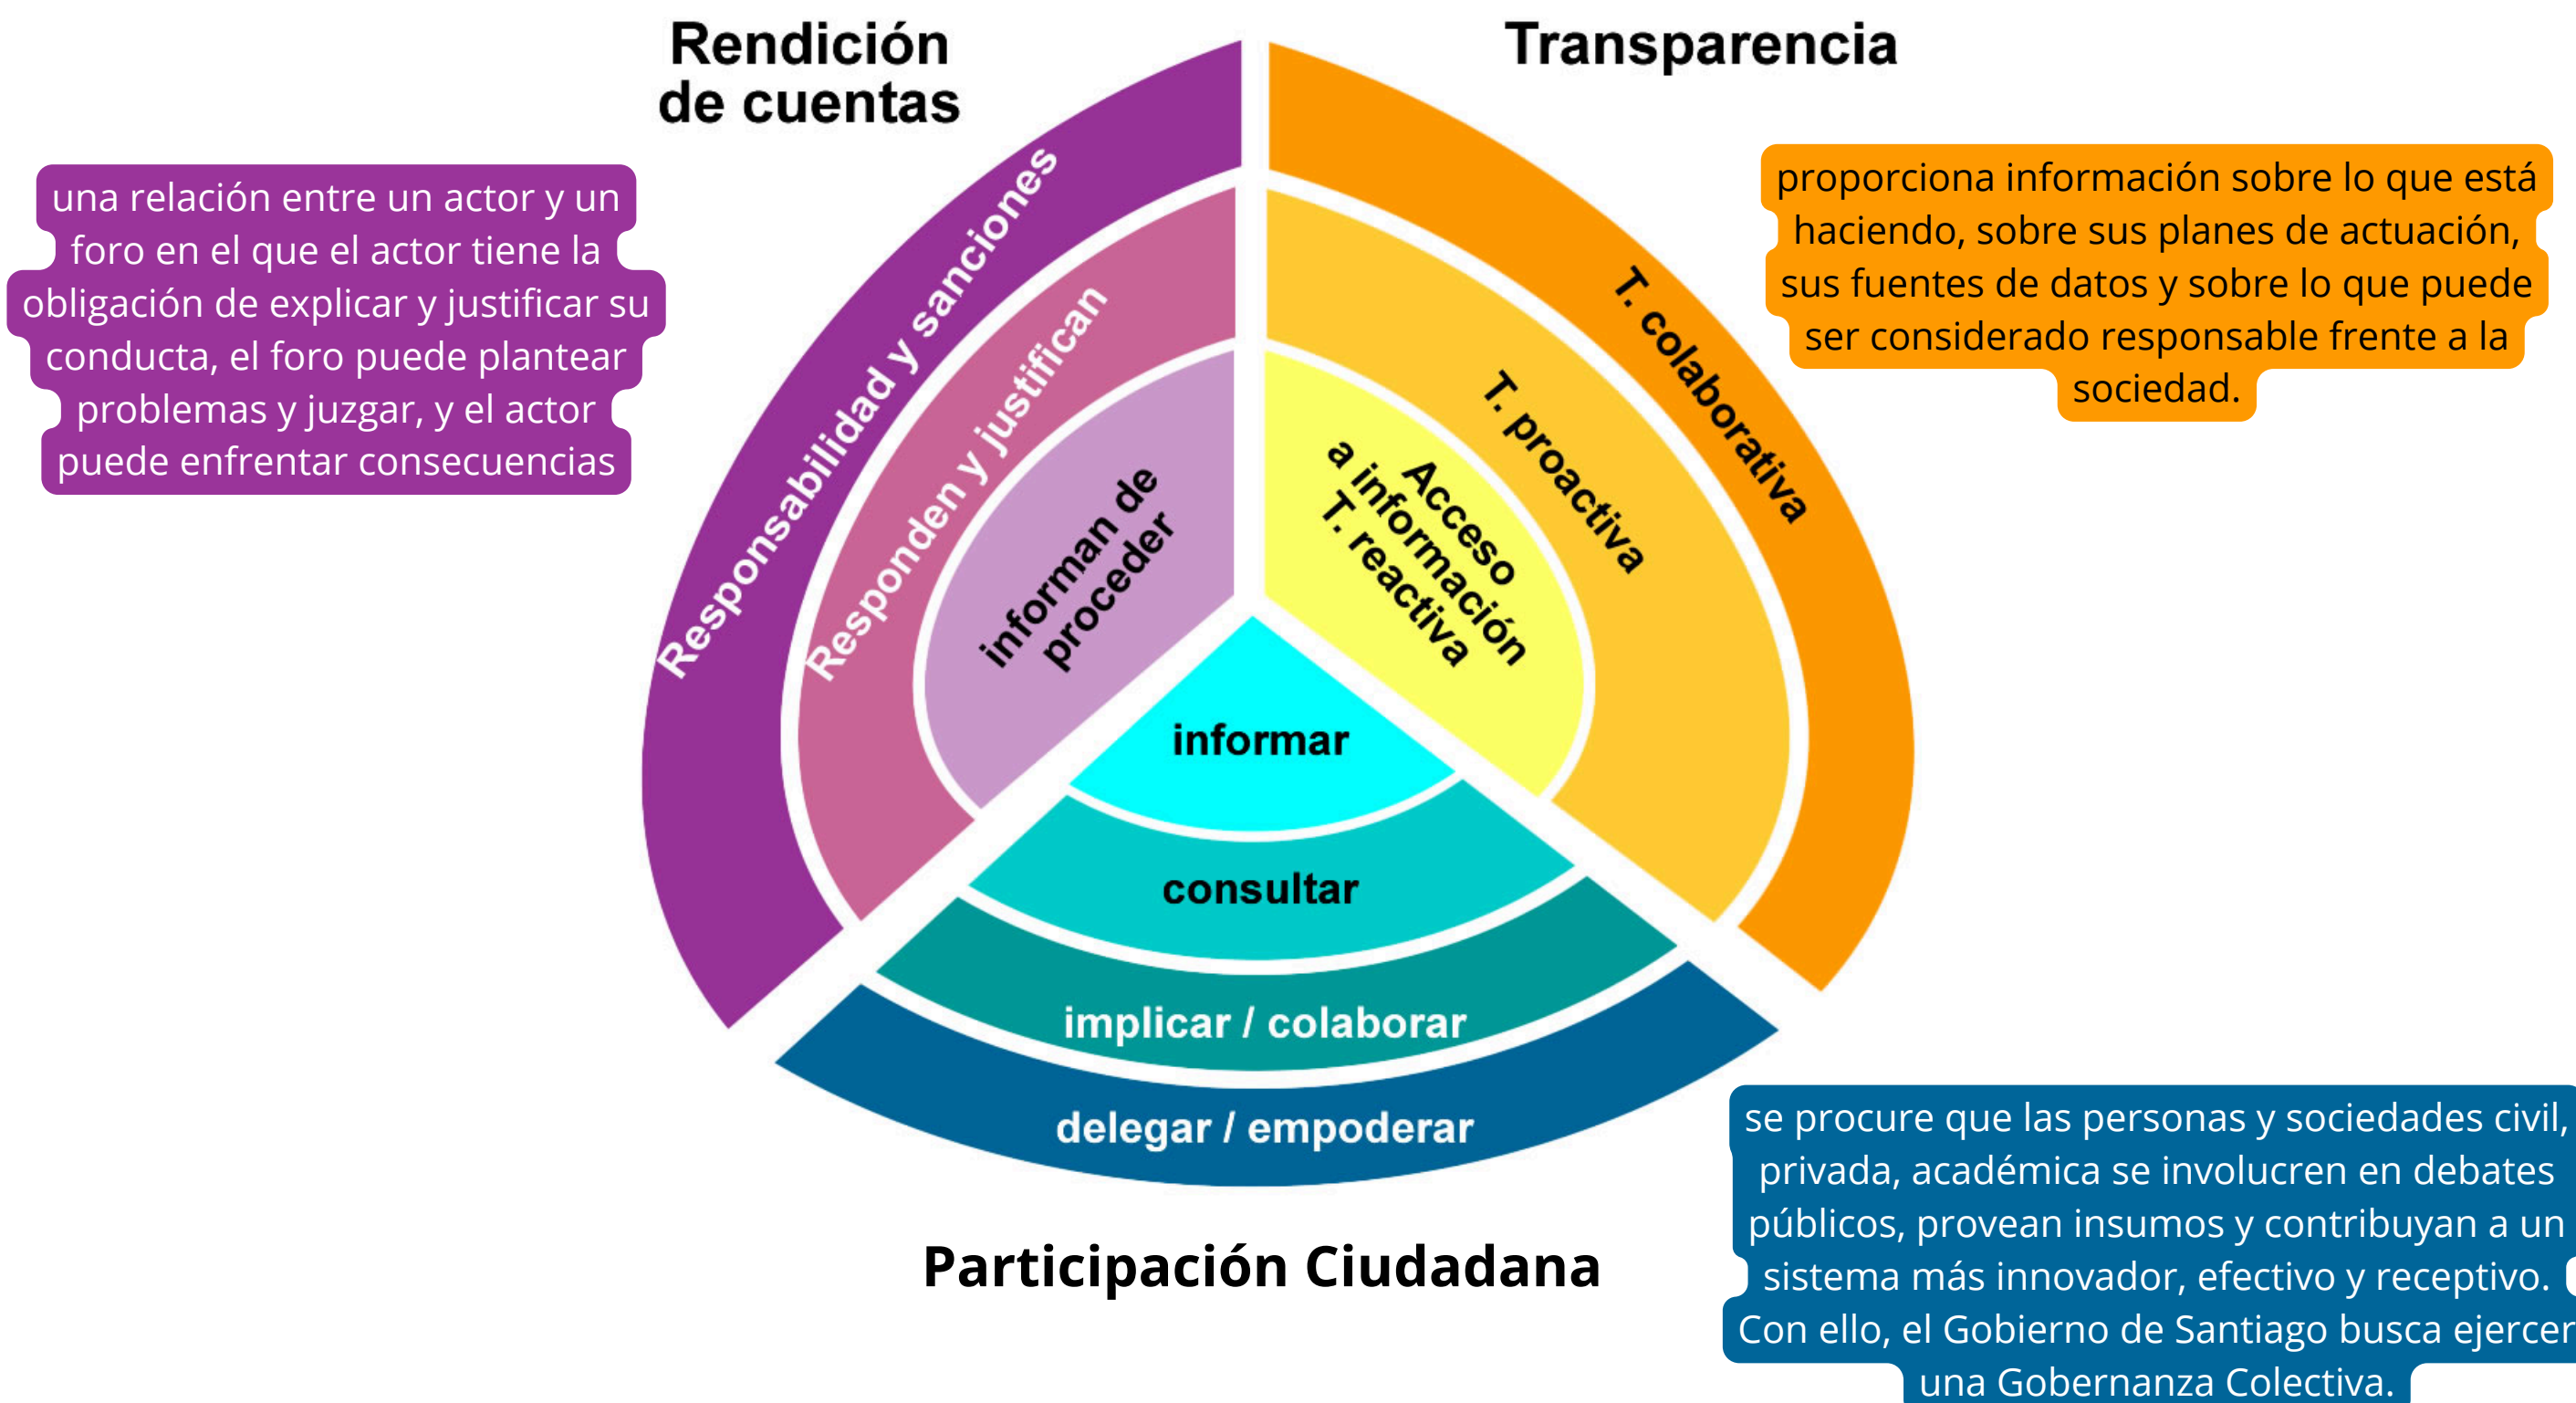 Rendición
de cuentas
Transparencia
una relación entre un actor y un
foro en el que el actor tiene la
obligación de explicar y justificar su
conducta, el foro puede plantear
problemas y juzgar, y el actor
puede enfrentar consecuencias
proporciona información sobre lo que está
haciendo, sobre sus planes de actuación,
sus fuentes de datos y sobre lo que puede
ser considerado responsable frente a la
sociedad.
Responsabilidad y sanciones
Responden y justifican
informan de
proceder
Acceso
a información
T. reactiva
T. proactiva
T. colaborativa
informar
consultar
implicar / colaborar
delegar / empoderar
Participación Ciudadana
se procure que las personas y sociedades civil,
privada, académica se involucren en debates
públicos, provean insumos y contribuyan a un
sistema más innovador, efectivo y receptivo.
Con ello, el Gobierno de Santiago busca ejercer
una Gobernanza Colectiva.